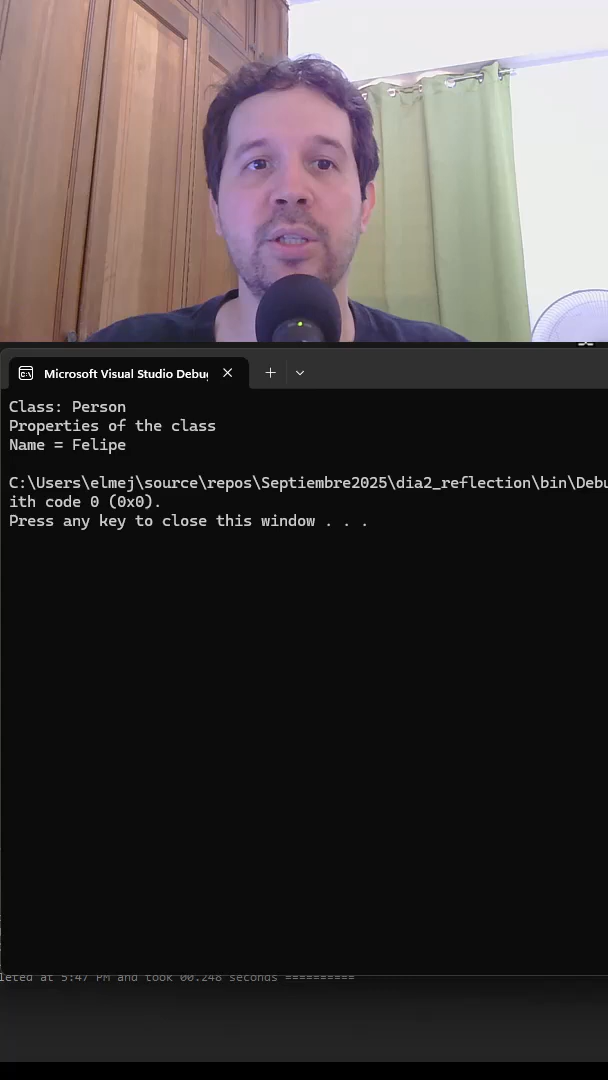 Microsoft Visual Studio Debu
Class: Person
Properties of the class
Name = Felipe
C:\Users\elmej\source\repos\Septiembre2025\dia2_reflection\bin\Debu
ith code 0 (0x0).
Press any key to close this window . . .
leted at 5:47 PM and took 00.248 seconds ==========